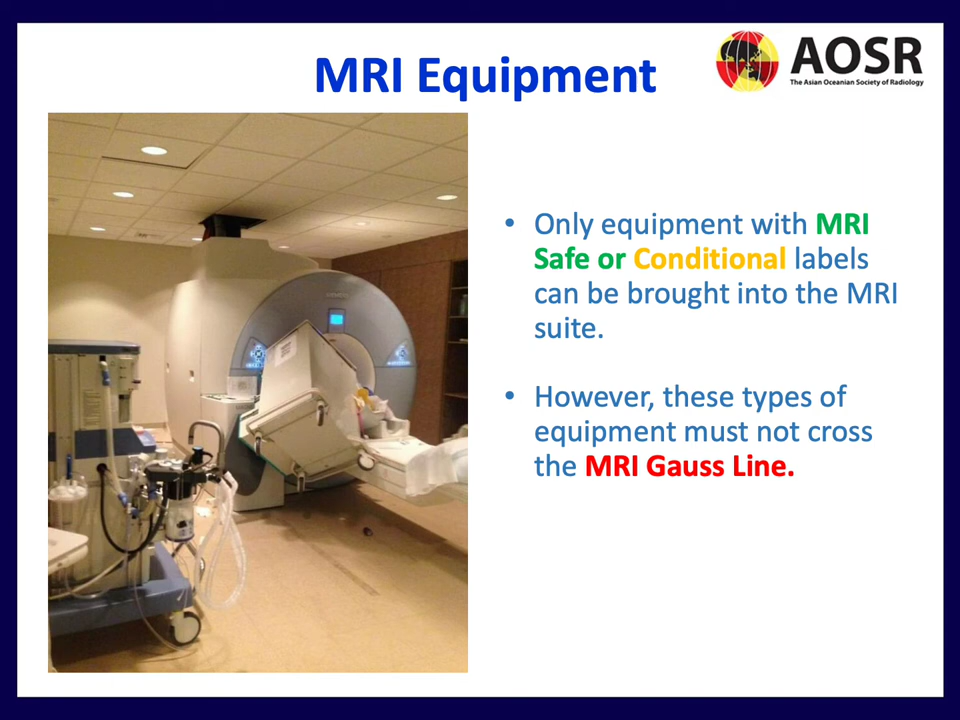 MRI Equipment
AOSR
The Asian Oceanian Society of Radiology
• Only equipment with MRI
Safe or Conditional labels
can be brought into the MRI
suite.
• However, these types of
equipment must not cross
the MRI Gauss Line.